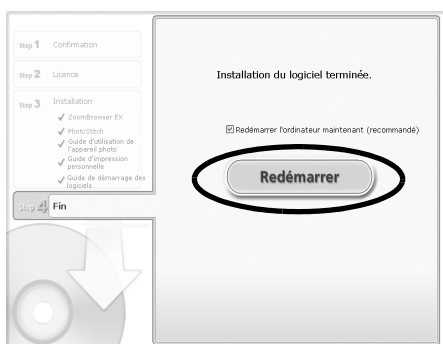 Step 1 Confirmation
Step 2 Licence
Step 3 Installation
ZoomBrowser EX
PhotoStitch
Guide d'utilisation de
l'appareil photo
Guide d'impression
personnelle
Guide de démarrage des
logiciels
Step 4 Fin
Installation du logiciel terminée.
Redémarrer l'ordinateur maintenant (recommandé)
Redémarrer